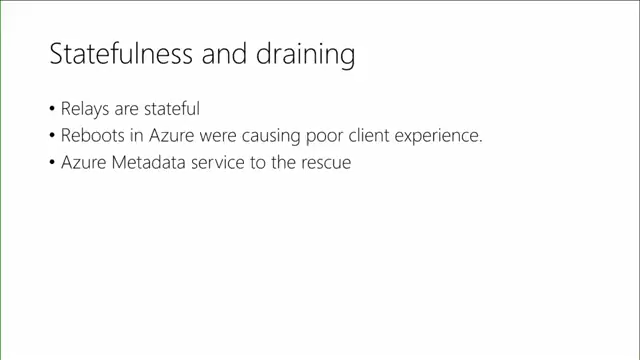 Statefulness and draining
• Relays are stateful
• Reboots in Azure were causing poor client experience.
• Azure Metadata service to the rescue